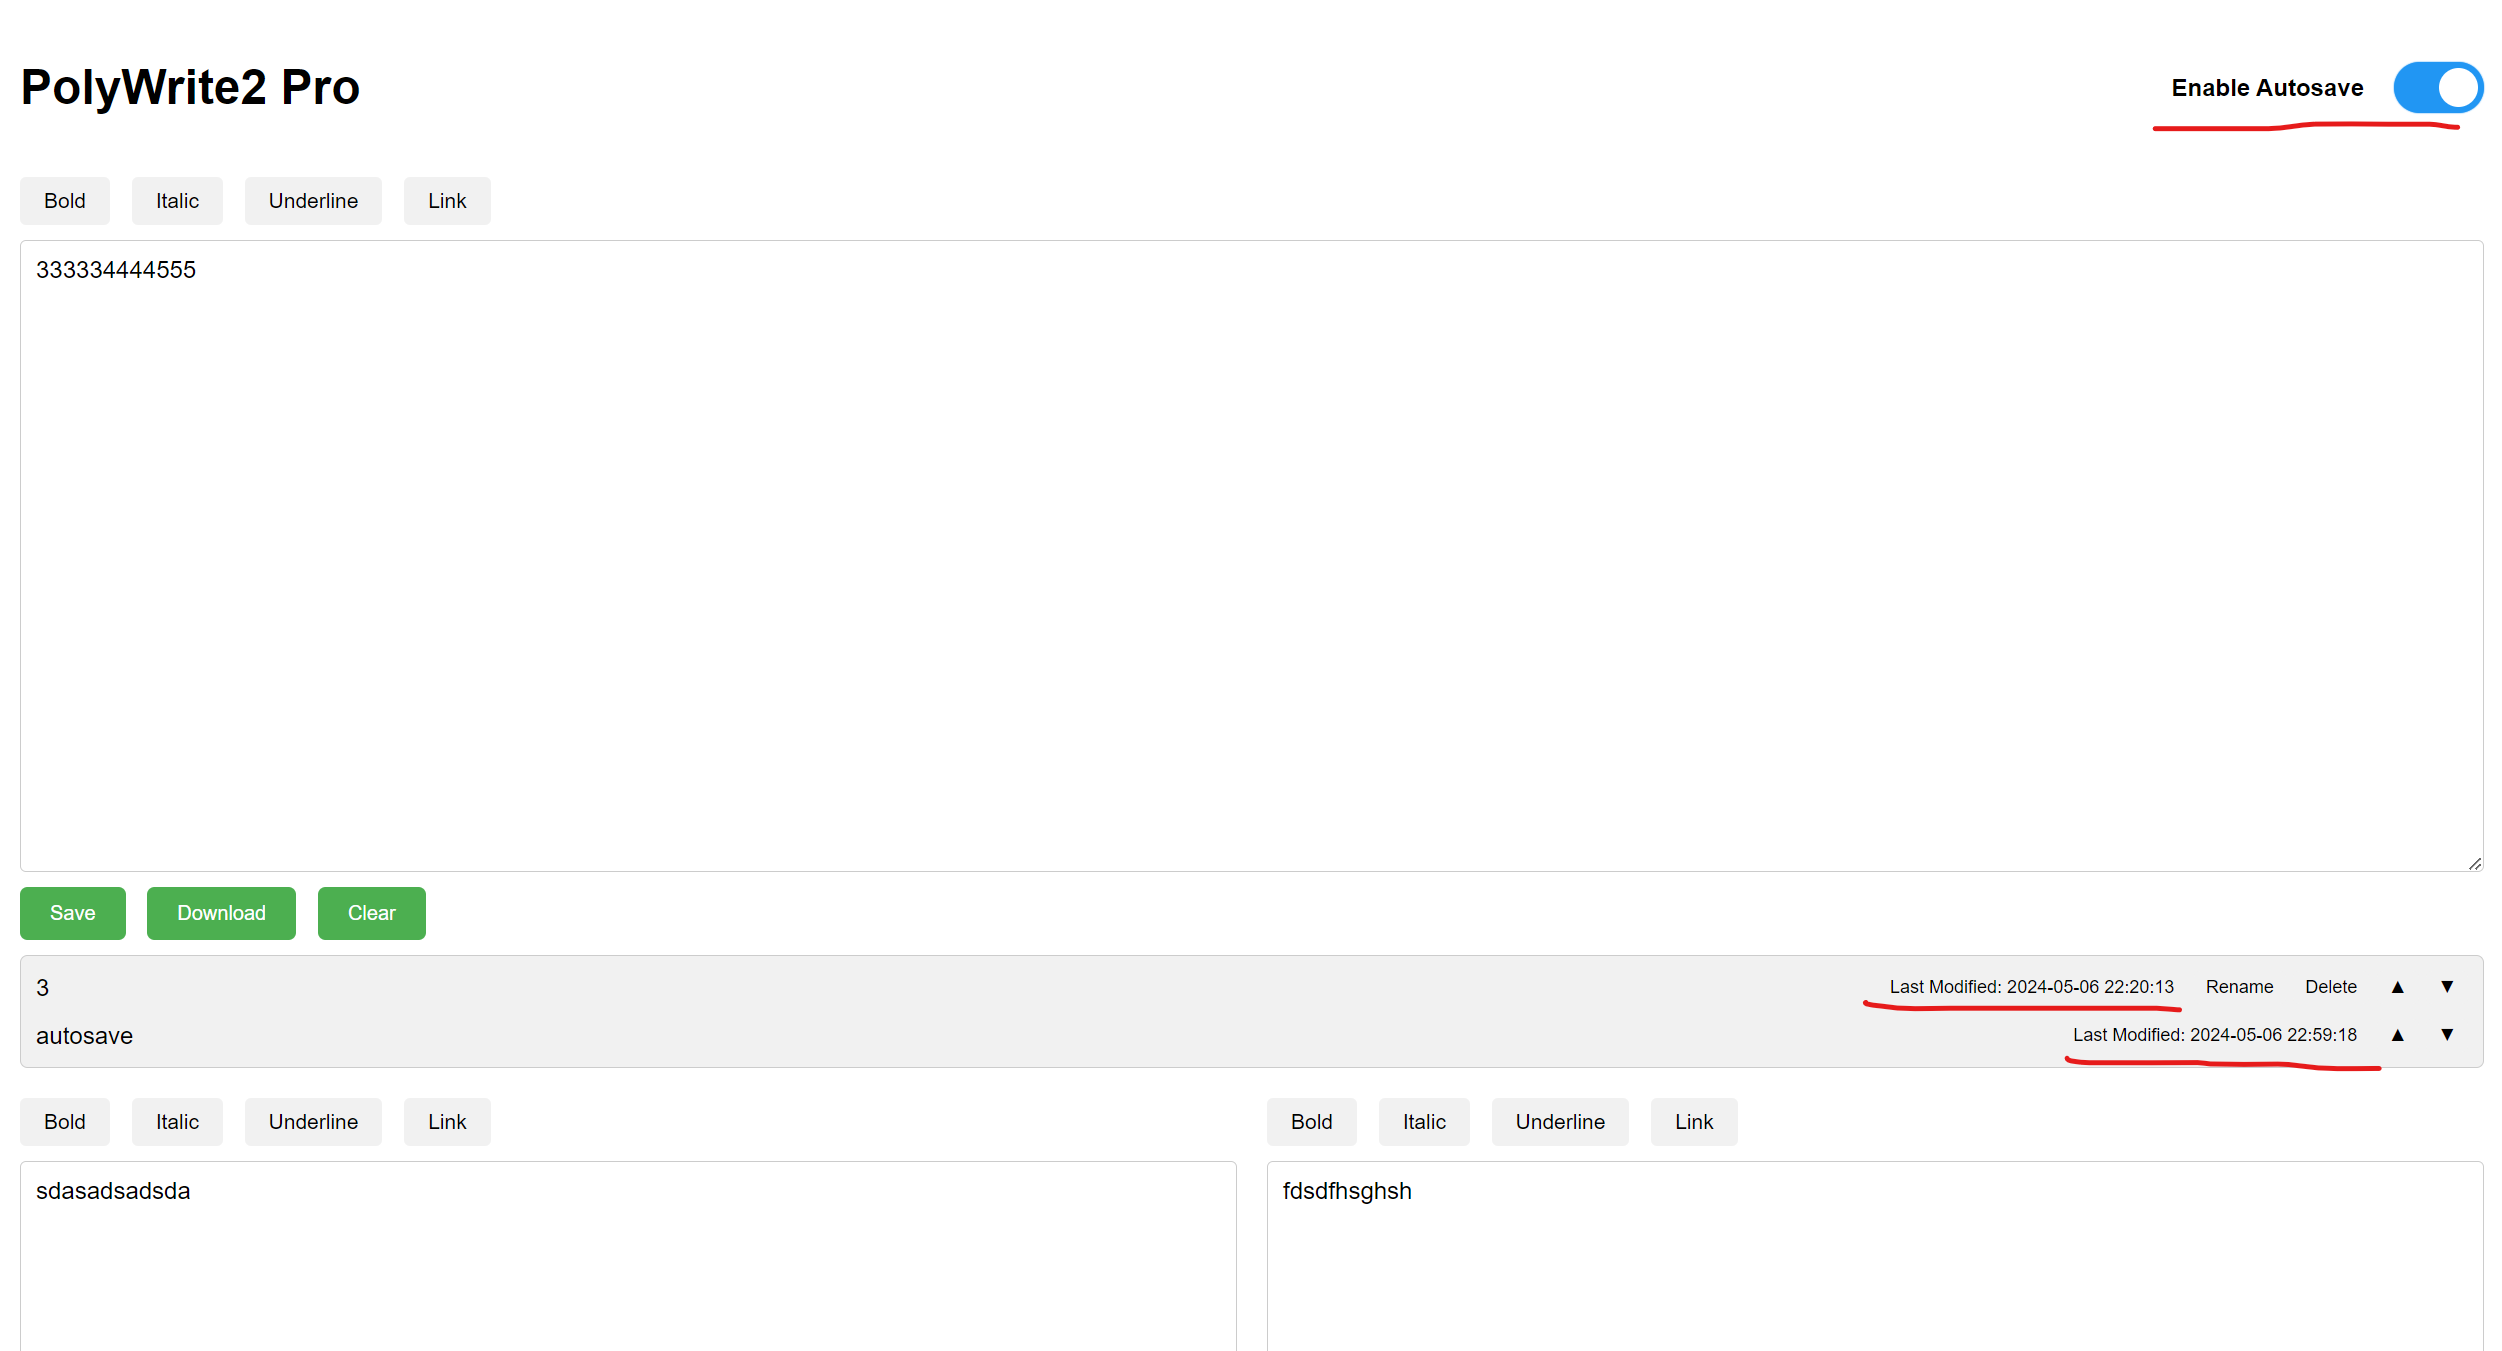 PolyWrite2 Pro
Enable Autosave
Bold Italic Underline Link
333334444555
Save Download Clear
3 Last Modified: 2024-05-06 22:20:13 Rename Delete ▲ ▼
autosave Last Modified: 2024-05-06 22:59:18 ▲ ▼
Bold Italic Underline Link
sdasadsadsda
Bold Italic Underline Link
fdsdfhsghsh